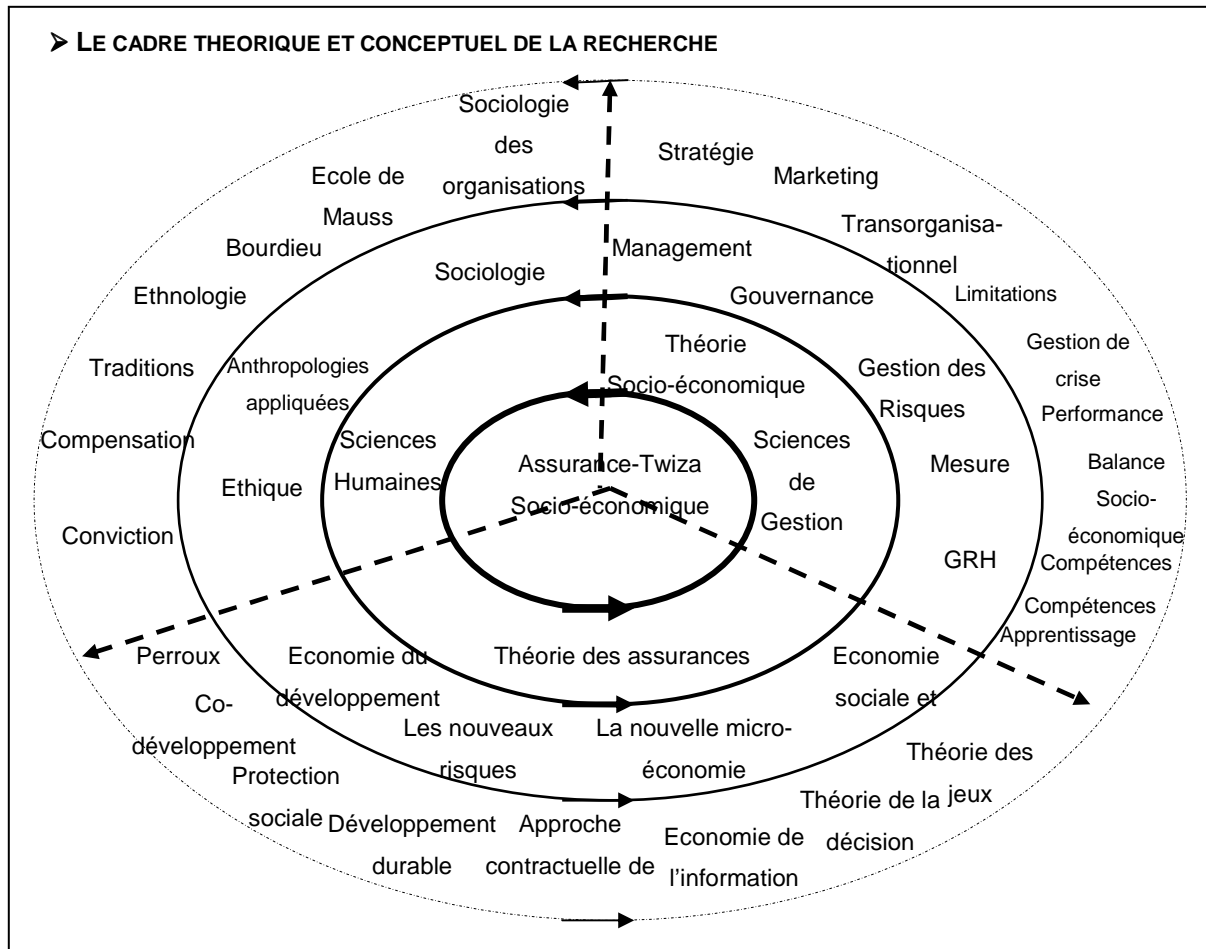 ➢ LE CADRE THEORIQUE ET CONCEPTUEL DE LA RECHERCHE
Sociologie
des
organisations
Ecole de
Mauss
Bourdieu
Ethnologie
Traditions
Compensation
Conviction
Stratégie
Marketing
Transorganisa-
tionnel
Limitations
Gestion de
crise
Performance
Balance
Socio-
économique
Compétences
Compétences
Apprentissage
Sociologie
Anthropologies
appliquées
Ethique
Management
Gouvernance
Gestion des
Risques
Mesure
GRH
Théorie
Socio-économique
Sciences
Humaines
Sciences
de
Gestion
Assurance-Twiza
Socio-économique
Théorie des assurances
Economie du
développement
Les nouveaux
risques
La nouvelle micro-
économie
Economie
sociale et
Perroux
Co-
développement
Protection
sociale
Développement
durable
Approche
contractuelle de
Economie de
l'information
Théorie de la
décision
Théorie des
jeux